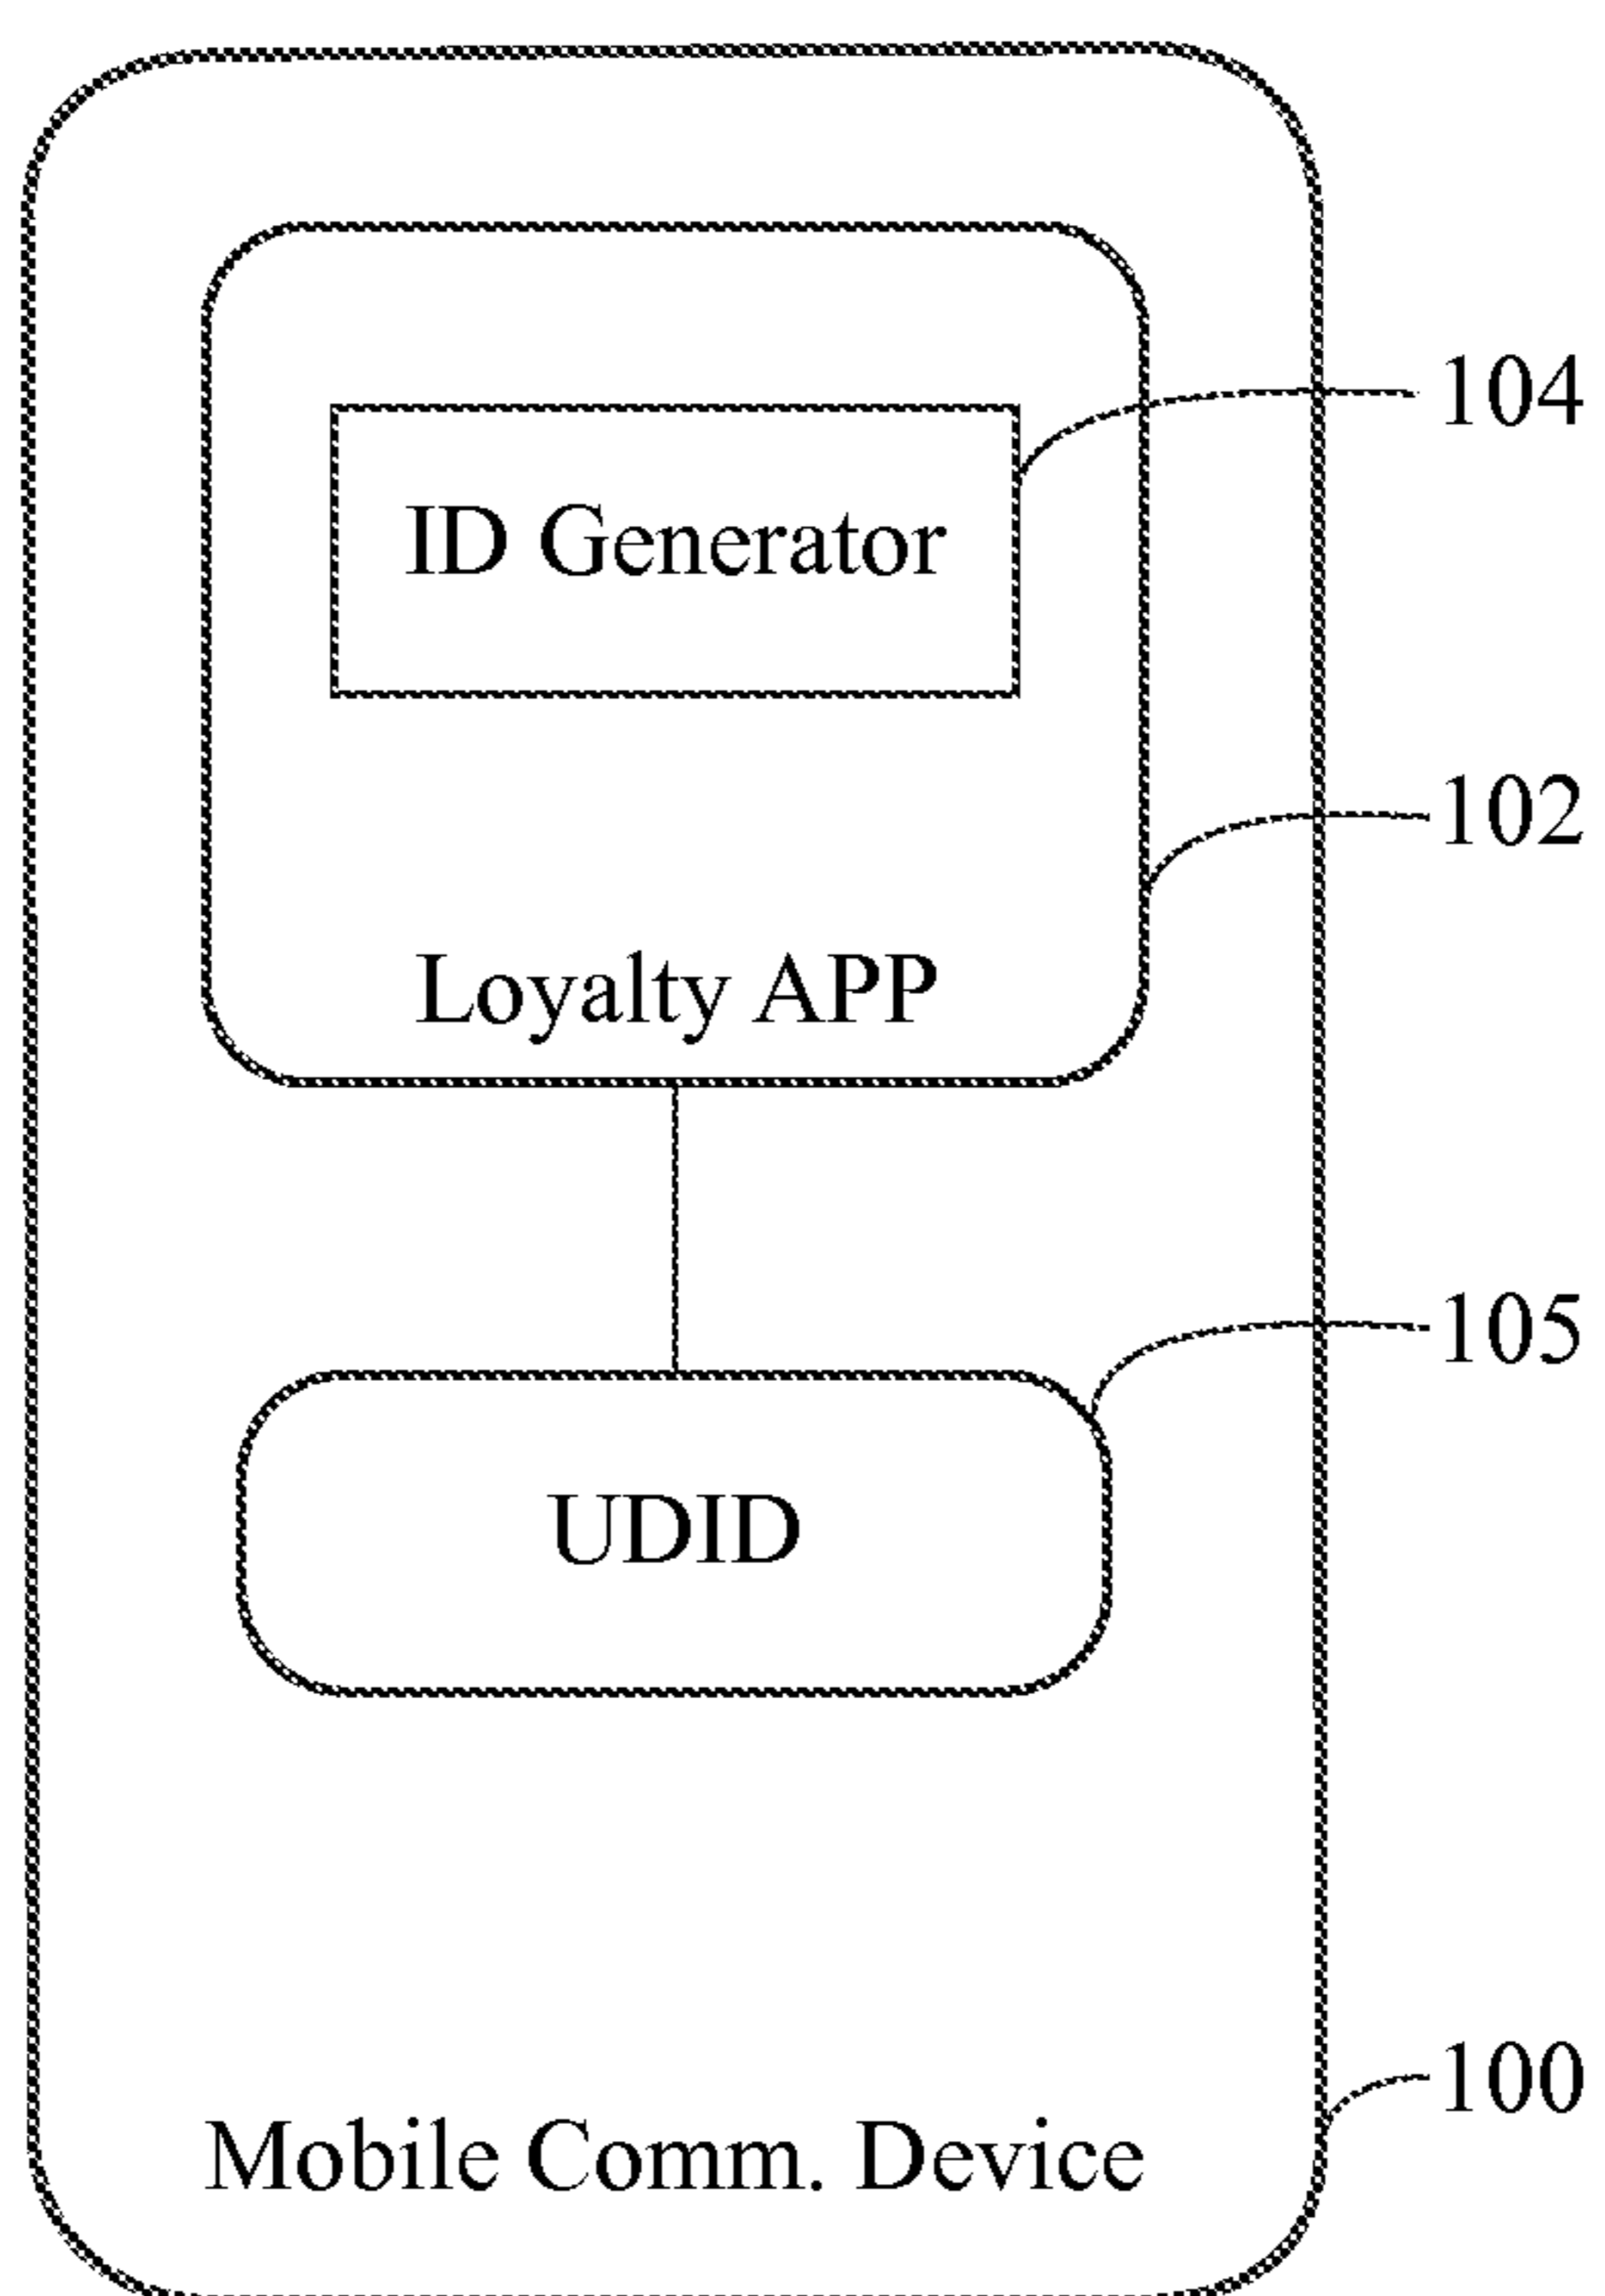 104
ID Generator
102
Loyalty APP
105
UDID
100
Mobile Comm. Device